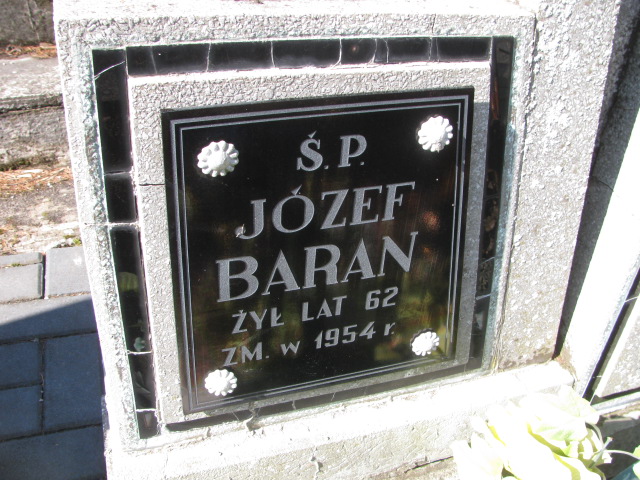 Ś.P.
JÓZEF
BARAN
ŻYŁ LAT 62
ZM. w 1954 r.